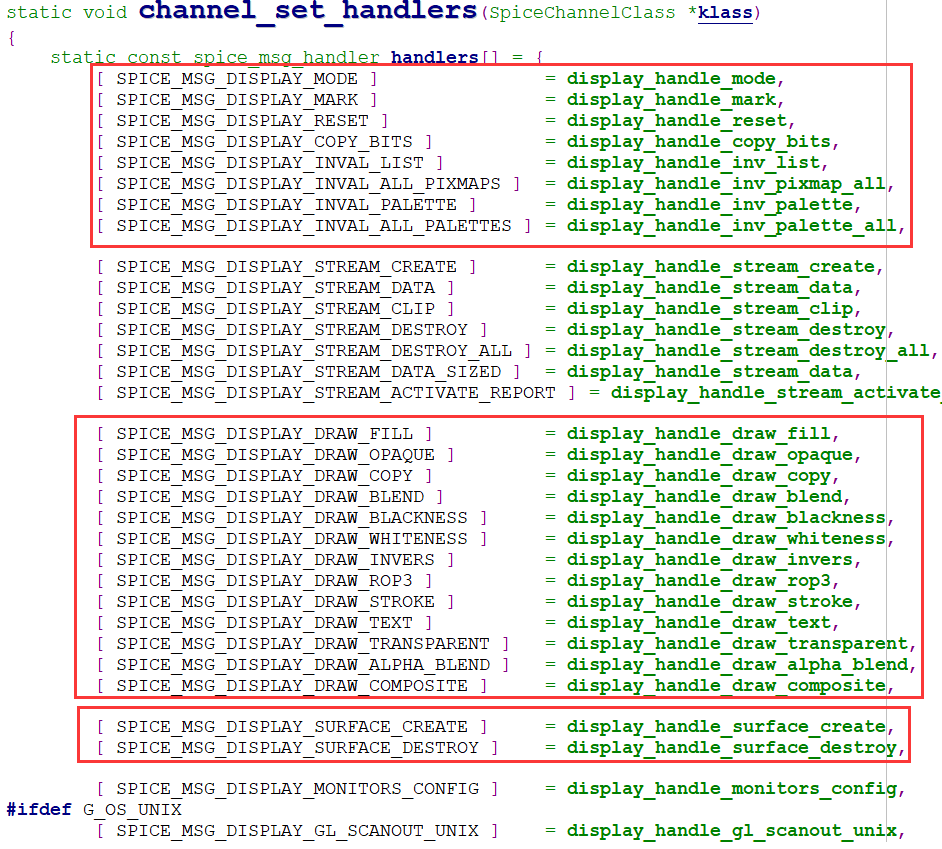 static void channel_set_handlers(SpiceChannelClass *klass)
{
    static const spice_msg_handler handlers[] = {
        [ SPICE_MSG_DISPLAY_MODE ]               = display_handle_mode,
        [ SPICE_MSG_DISPLAY_MARK ]               = display_handle_mark,
        [ SPICE_MSG_DISPLAY_RESET ]              = display_handle_reset,
        [ SPICE_MSG_DISPLAY_COPY_BITS ]          = display_handle_copy_bits,
        [ SPICE_MSG_DISPLAY_INVAL_LIST ]         = display_handle_inv_list,
        [ SPICE_MSG_DISPLAY_INVAL_ALL_PIXMAPS ]  = display_handle_inv_pixmap_all,
        [ SPICE_MSG_DISPLAY_INVAL_PALETTE ]      = display_handle_inv_palette,
        [ SPICE_MSG_DISPLAY_INVAL_ALL_PALETTES ] = display_handle_inv_palette_all,
        [ SPICE_MSG_DISPLAY_STREAM_CREATE ]      = display_handle_stream_create,
        [ SPICE_MSG_DISPLAY_STREAM_DATA ]        = display_handle_stream_data,
        [ SPICE_MSG_DISPLAY_STREAM_CLIP ]        = display_handle_stream_clip,
        [ SPICE_MSG_DISPLAY_STREAM_DESTROY ]     = display_handle_stream_destroy,
        [ SPICE_MSG_DISPLAY_STREAM_DESTROY_ALL ] = display_handle_stream_destroy_all,
        [ SPICE_MSG_DISPLAY_STREAM_DATA_SIZED ]  = display_handle_stream_data,
        [ SPICE_MSG_DISPLAY_STREAM_ACTIVATE_REPORT ] = display_handle_stream_activate_
        [ SPICE_MSG_DISPLAY_DRAW_FILL ]          = display_handle_draw_fill,
        [ SPICE_MSG_DISPLAY_DRAW_OPAQUE ]        = display_handle_draw_opaque,
        [ SPICE_MSG_DISPLAY_DRAW_COPY ]          = display_handle_draw_copy,
        [ SPICE_MSG_DISPLAY_DRAW_BLEND ]         = display_handle_draw_blend,
        [ SPICE_MSG_DISPLAY_DRAW_BLACKNESS ]     = display_handle_draw_blackness,
        [ SPICE_MSG_DISPLAY_DRAW_WHITENESS ]     = display_handle_draw_whiteness,
        [ SPICE_MSG_DISPLAY_DRAW_INVERS ]        = display_handle_draw_invers,
        [ SPICE_MSG_DISPLAY_DRAW_ROP3 ]          = display_handle_draw_rop3,
        [ SPICE_MSG_DISPLAY_DRAW_STROKE ]        = display_handle_draw_stroke,
        [ SPICE_MSG_DISPLAY_DRAW_TEXT ]          = display_handle_draw_text,
        [ SPICE_MSG_DISPLAY_DRAW_TRANSPARENT ]   = display_handle_draw_transparent,
        [ SPICE_MSG_DISPLAY_DRAW_ALPHA_BLEND ]   = display_handle_draw_alpha_blend,
        [ SPICE_MSG_DISPLAY_DRAW_COMPOSITE ]     = display_handle_draw_composite,
        [ SPICE_MSG_DISPLAY_SURFACE_CREATE ]     = display_handle_surface_create,
        [ SPICE_MSG_DISPLAY_SURFACE_DESTROY ]    = display_handle_surface_destroy,
        [ SPICE_MSG_DISPLAY_MONITORS_CONFIG ]    = display_handle_monitors_config,
#ifdef G_OS_UNIX
        [ SPICE_MSG_DISPLAY_GL_SCANOUT_UNIX ]    = display_handle_gl_scanout_unix,